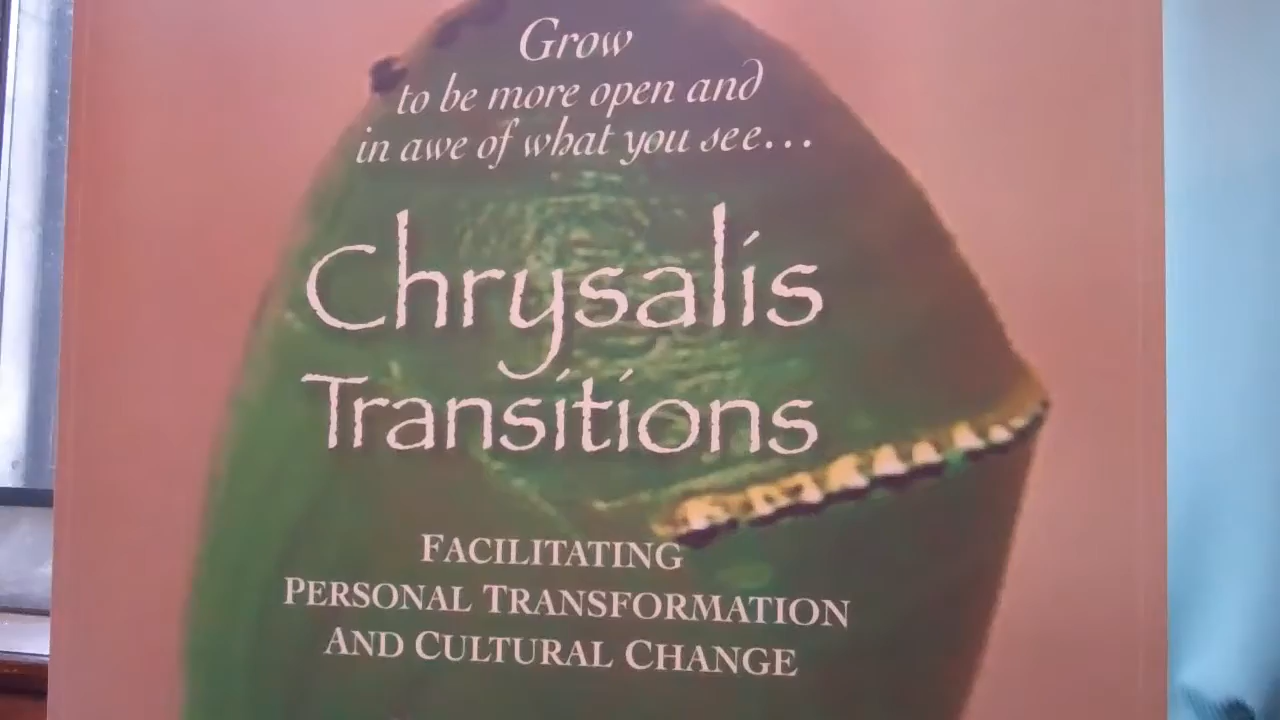 Grow
to be more open and
in awe of what you see...
Chrysalis
Transitions
FACILITATING
PERSONAL TRANSFORMATION
AND CULTURAL CHANGE